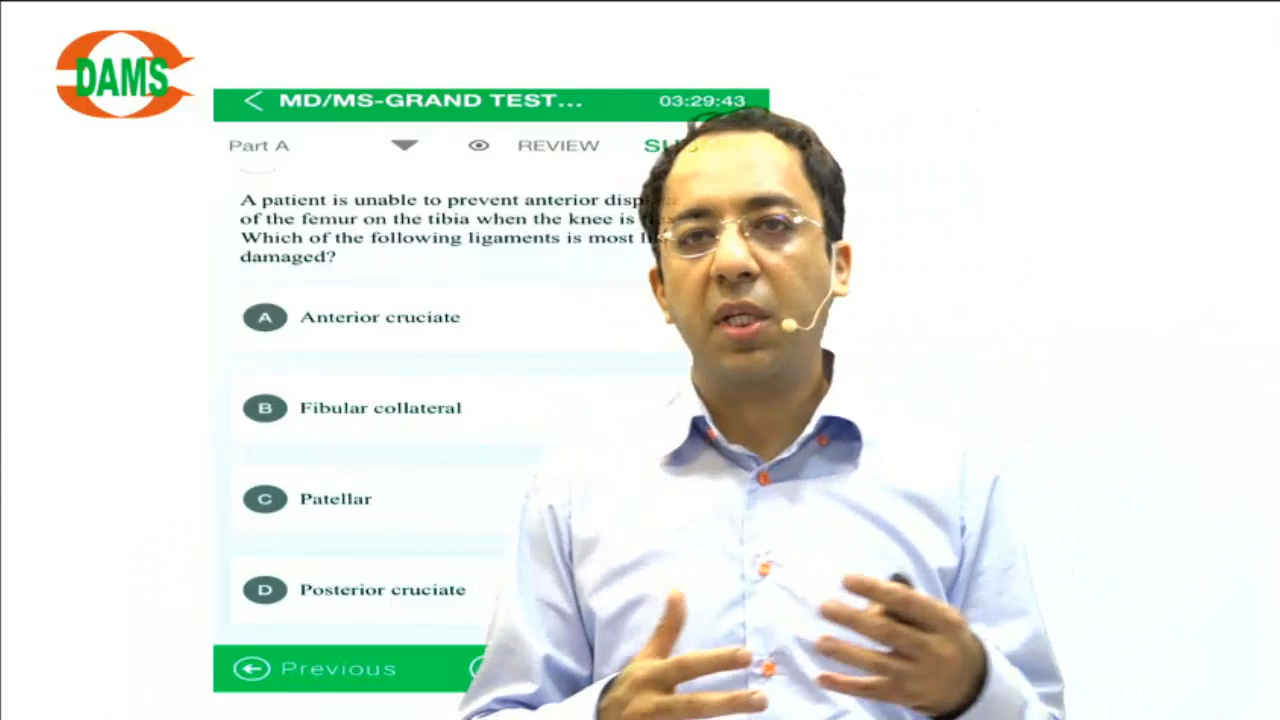 DAMS
MD/MS-GRAND TEST...
03:29:43
Part A
REVIEW
A patient is unable to prevent anterior
of the femur on the tibia when the knee is
Which of the following ligaments is most
damaged?
A Anterior cruciate
B Fibular collateral
C Patellar
D Posterior cruciate
Previous